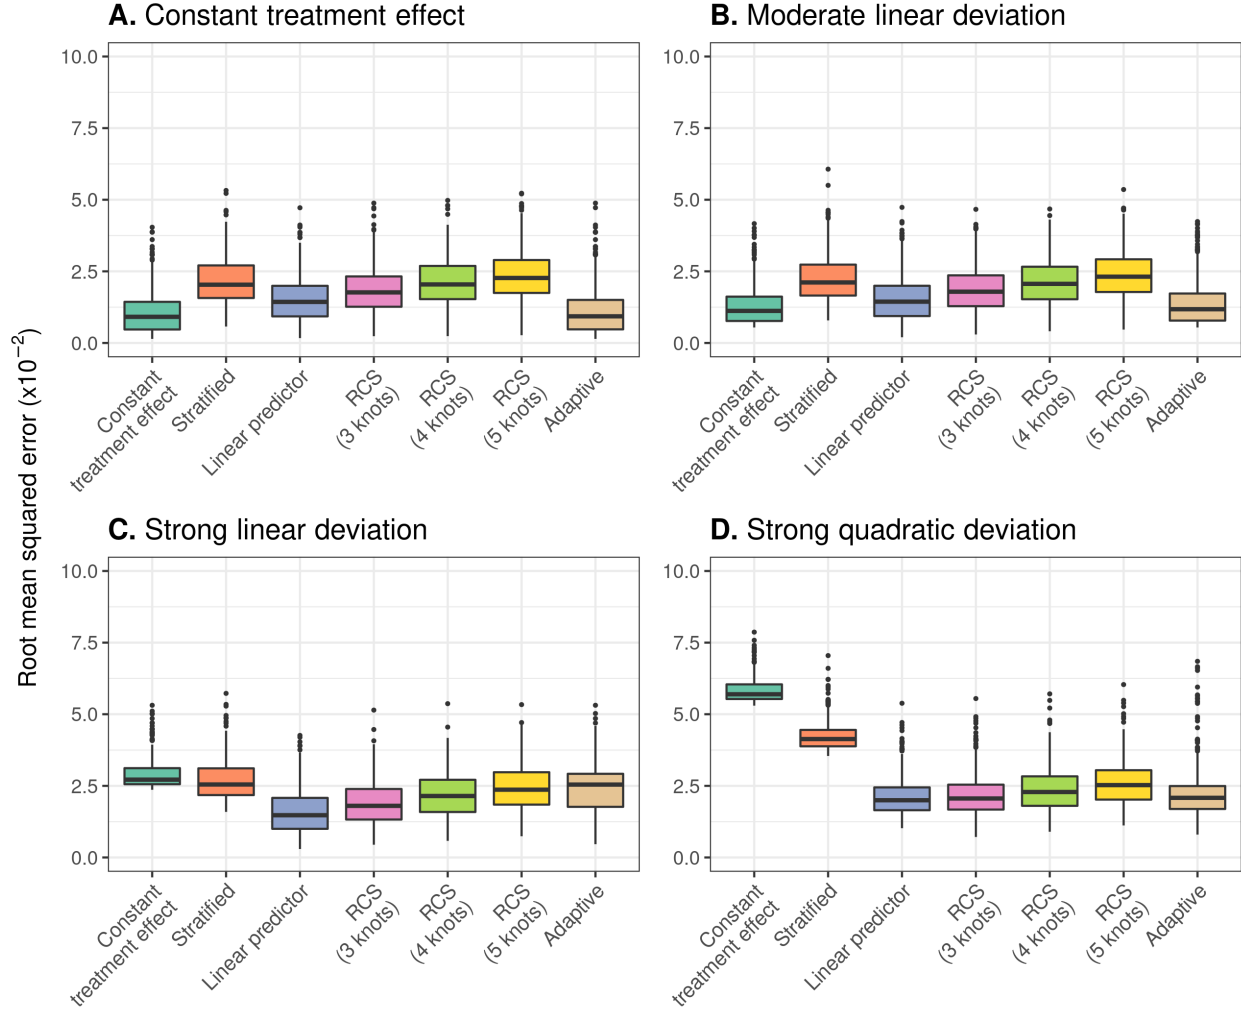 A. Constant treatment effect
B. Moderate linear deviation
10.0
7.5
5.0
2.5
0.0
10.0
7.5
5.0
2.5
0.0
Constant
treatment effect
Stratified
Linear predictor
RCS
(3 knots)
RCS
(4 knots)
RCS
(5 knots)
Adaptive
Constant
treatment effect
Stratified
Linear predictor
RCS
(3 knots)
RCS
(4 knots)
RCS
(5 knots)
Adaptive
Root mean squared error (x10⁻²)
C. Strong linear deviation
D. Strong quadratic deviation
10.0
7.5
5.0
2.5
0.0
10.0
7.5
5.0
2.5
0.0
Constant
treatment effect
Stratified
Linear predictor
RCS
(3 knots)
RCS
(4 knots)
RCS
(5 knots)
Adaptive
Constant
treatment effect
Stratified
Linear predictor
RCS
(3 knots)
RCS
(4 knots)
RCS
(5 knots)
Adaptive